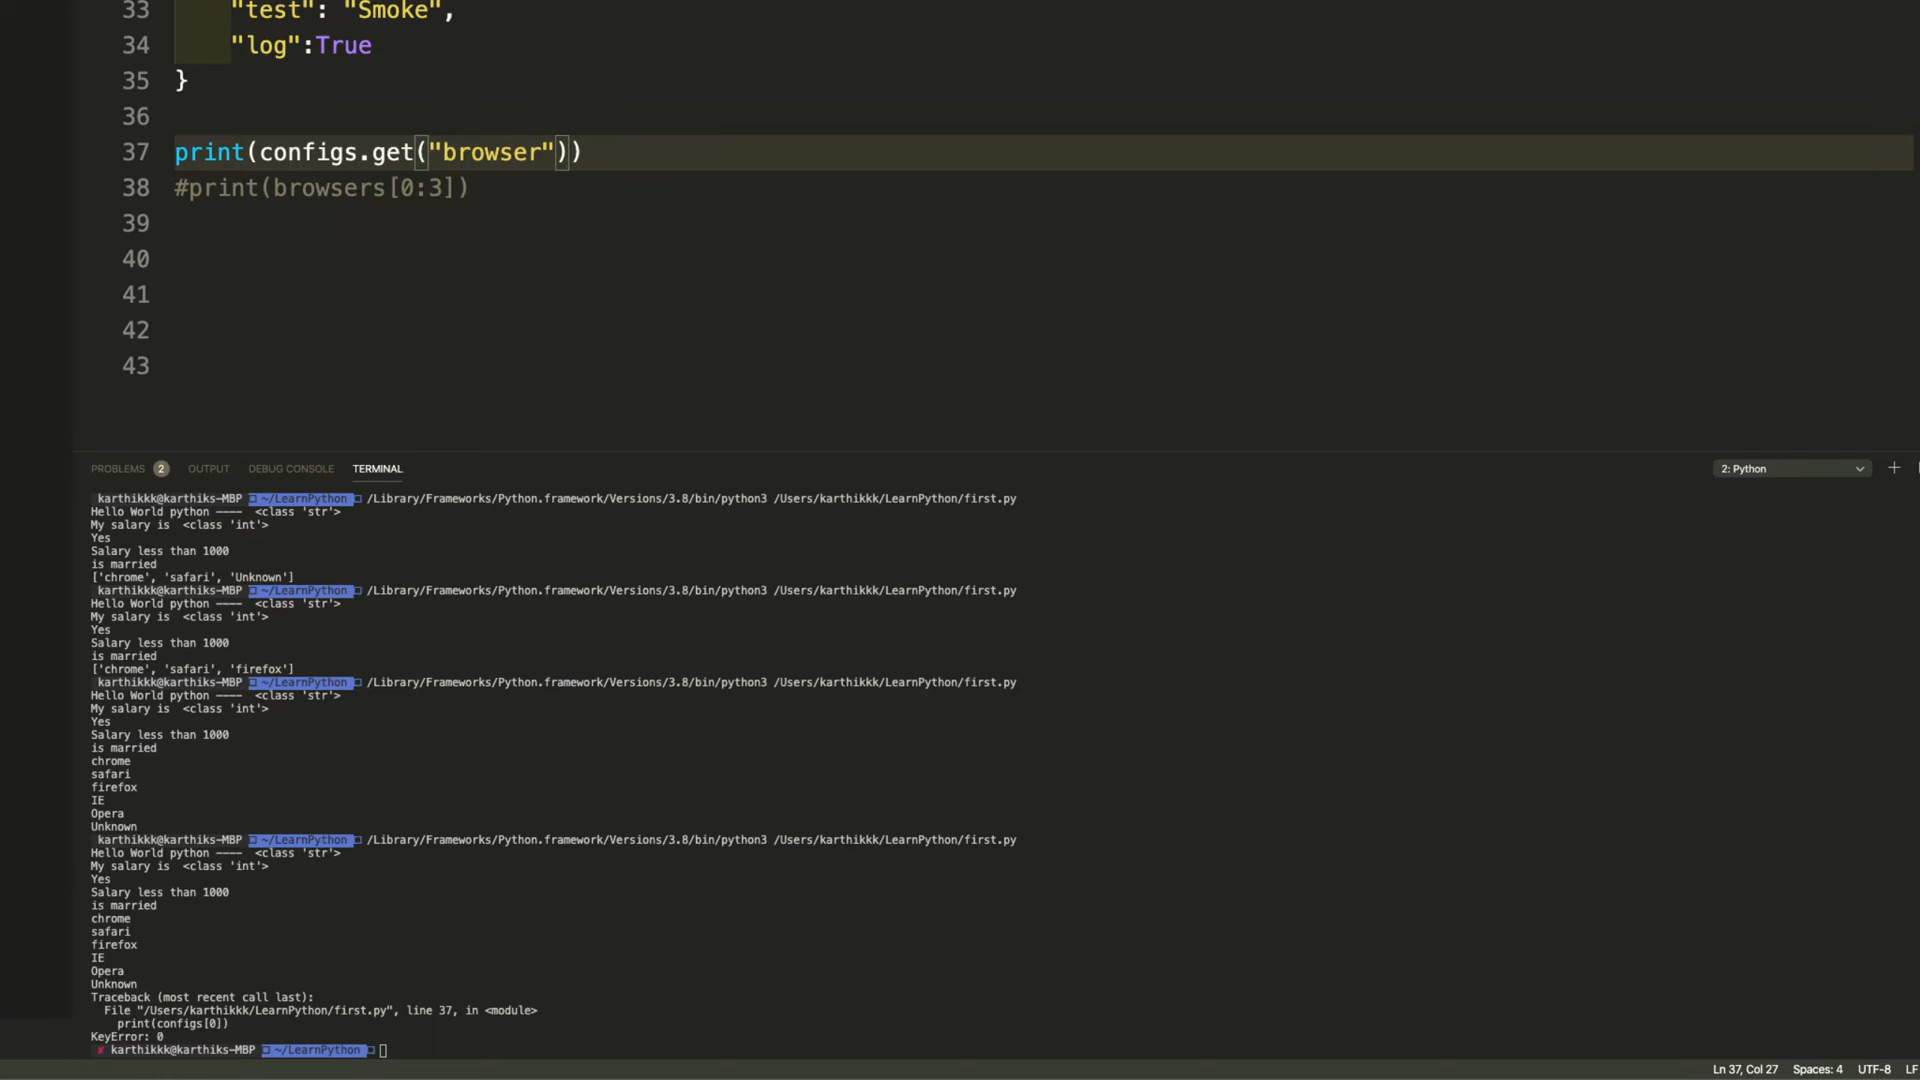 33 "test": "Smoke",
34 "log":True
35 }
36
37 print(configs.get("browser"))
38 #print(browsers[0:3])
39
40
41
42
43
PROBLEMS 2 OUTPUT DEBUG CONSOLE TERMINAL 2: Python
karthikkk@karthiks-MBP ~/LearnPython /Library/Frameworks/Python.framework/Versions/3.8/bin/python3 /Users/karthikkk/LearnPython/first.py
Hello World python ---- <class 'str'>
My salary is <class 'int'>
Yes
Salary less than 1000
is married
['chrome', 'safari', 'Unknown']
karthikkk@karthiks-MBP ~/LearnPython /Library/Frameworks/Python.framework/Versions/3.8/bin/python3 /Users/karthikkk/LearnPython/first.py
Hello World python ---- <class 'str'>
My salary is <class 'int'>
Yes
Salary less than 1000
is married
['chrome', 'safari', 'firefox']
karthikkk@karthiks-MBP ~/LearnPython /Library/Frameworks/Python.framework/Versions/3.8/bin/python3 /Users/karthikkk/LearnPython/first.py
Hello World python ---- <class 'str'>
My salary is <class 'int'>
Yes
Salary less than 1000
is married
chrome
safari
firefox
IE
Opera
Unknown
karthikkk@karthiks-MBP ~/LearnPython /Library/Frameworks/Python.framework/Versions/3.8/bin/python3 /Users/karthikkk/LearnPython/first.py
Hello World python ---- <class 'str'>
My salary is <class 'int'>
Yes
Salary less than 1000
is married
chrome
safari
firefox
IE
Opera
Unknown
Traceback (most recent call last):
File "/Users/karthikkk/LearnPython/first.py", line 37, in <module>
print(configs[0])
KeyError: 0
✘ karthikkk@karthiks-MBP ~/LearnPython
Ln 37, Col 27 Spaces: 4 UTF-8 LF